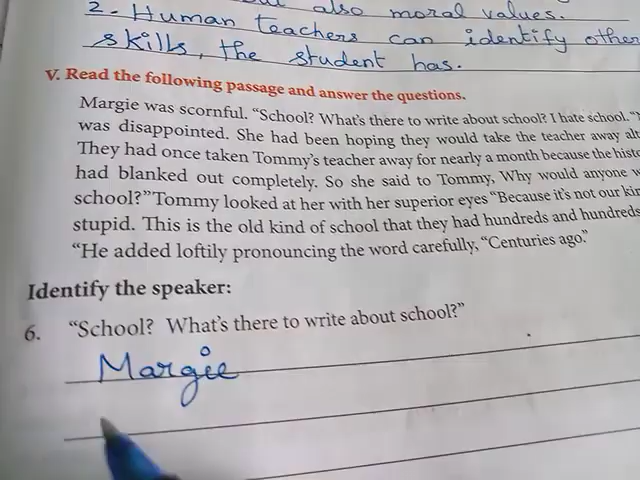 also moral values.
2. Human teachers can identify other
skills, the student has.
V. Read the following passage and answer the questions.
Margie was scornful. “School? What's there to write about school? I hate school.”
was disappointed. She had been hoping they would take the teacher away
They had once taken Tommy's teacher away for nearly a month because the
had blanked out completely. So she said to Tommy, Why would anyone
school?”Tommy looked at her with her superior eyes “Because it's not our
stupid. This is the old kind of school that they had hundreds and hundreds
“He added loftily pronouncing the word carefully, “Centuries ago.”
Identify the speaker:
6. “School? What's there to write about school?”
Margie